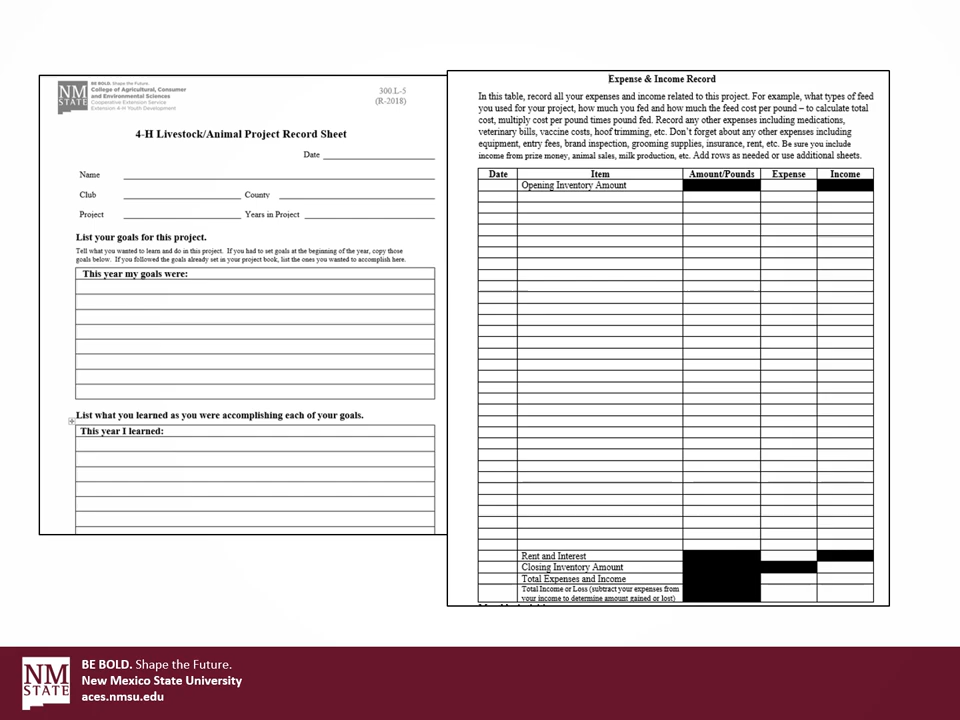 NM
STATE
BE BOLD. Shape the Future.
College of Agricultural, Consumer
and Environmental Sciences
Cooperative Extension Service
Extension 4-H Youth Development
300.L-5
(R-2018)
4-H Livestock/Animal Project Record Sheet
Date
Name
Club County
Project Years in Project
List your goals for this project.
Tell what you wanted to learn and do in this project. If you had to set goals at the beginning of the year, copy those
goals below. If you followed the goals already set in your project book, list the ones you wanted to accomplish here.
This year my goals were:
List what you learned as you were accomplishing each of your goals.
This year I learned:
Expense & Income Record
In this table, record all your expenses and income related to this project. For example, what types of feed
you used for your project, how much you fed and how much the feed cost per pound – to calculate total
cost, multiply cost per pound times pound fed. Record any other expenses including medications,
veterinary bills, vaccine costs, hoof trimming, etc. Don't forget about any other expenses including
equipment, entry fees, brand inspection, grooming supplies, insurance, rent, etc. Be sure you include
income from prize money, animal sales, milk production, etc. Add rows as needed or use additional sheets.
Date Item Amount/Pounds Expense Income
Opening Inventory Amount
Rent and Interest
Closing Inventory Amount
Total Expenses and Income
Total Income or Loss (subtract your expenses from
your income to determine amount gained or lost)
NM
STATE
BE BOLD. Shape the Future.
New Mexico State University
aces.nmsu.edu